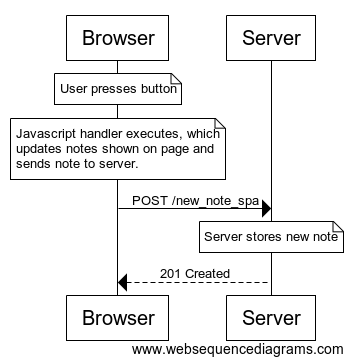 Browser
Server
User presses button
Javascript handler executes, which
updates notes shown on page and
sends note to server.
POST /new_note_spa
Server stores new note
201 Created
Browser
Server
www.websequencediagrams.com